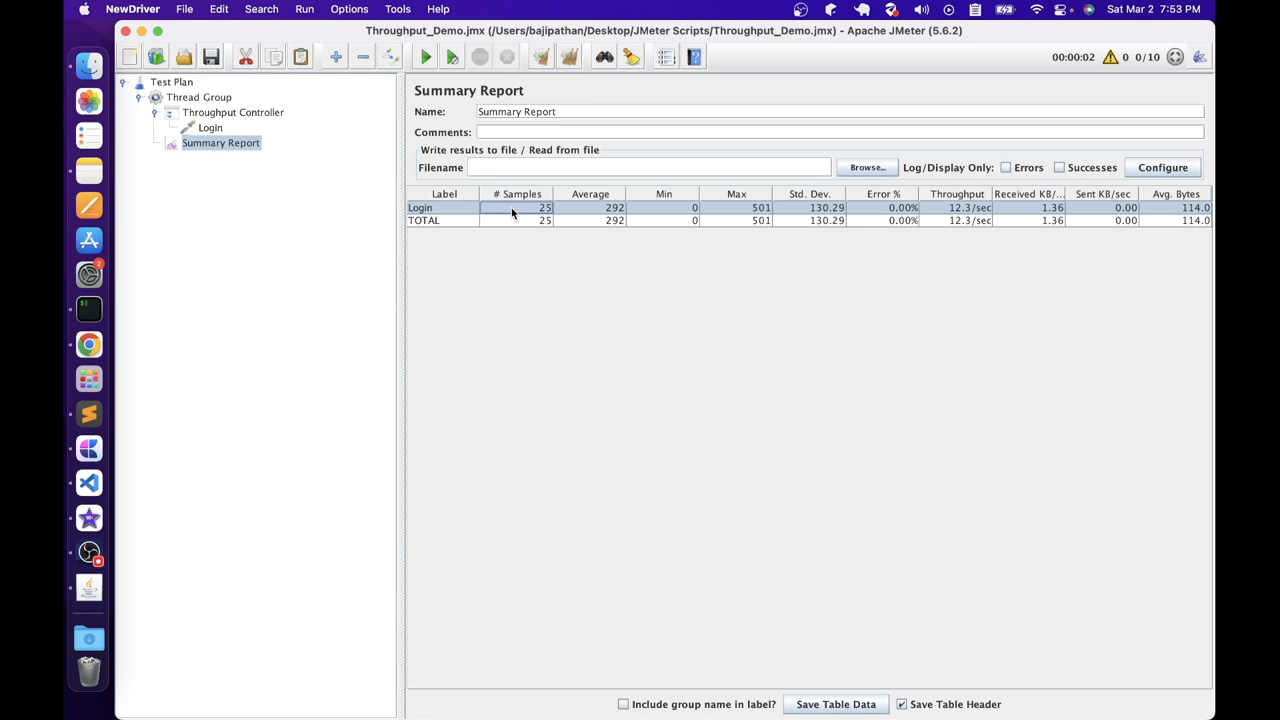 NewDriver File Edit Search Run Options Tools Help Sat Mar 2 7:53 PM
Throughput_Demo.jmx (/Users/bajipathan/Desktop/JMeter Scripts/Throughput_Demo.jmx) - Apache JMeter (5.6.2)
00:00:02 0 0/10
Test Plan
Thread Group
Throughput Controller
Login
Summary Report
Summary Report
Name: Summary Report
Comments:
Write results to file / Read from file
Filename Browse... Log/Display Only: Errors Successes Configure
Label # Samples Average Min Max Std. Dev. Error % Throughput Received KB/... Sent KB/sec Avg. Bytes
Login 25 292 0 501 130.29 0.00% 12.3/sec 1.36 0.00 114.0
TOTAL 25 292 0 501 130.29 0.00% 12.3/sec 1.36 0.00 114.0
2
Include group name in label? Save Table Data Save Table Header